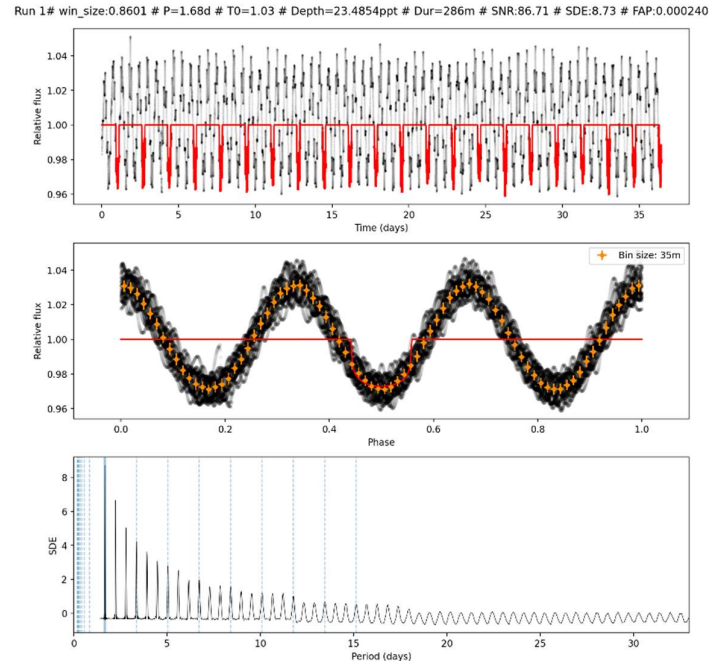 Run 1# win_size:0.8601 # P=1.68d # T0=1.03 # Depth=23.4854ppt # Dur=286m # SNR:86.71 # SDE:8.73 # FAP:0.000240
Relative flux
1.04
1.02
1.00
0.98
0.96
0 5 10 15 20 25 30 35
Time (days)
Relative flux
1.04
1.02
1.00
0.98
0.96
Bin size: 35m
0.0 0.2 0.4 0.6 0.8 1.0
Phase
SDE
8
6
4
2
0
0 5 10 15 20 25 30
Period (days)